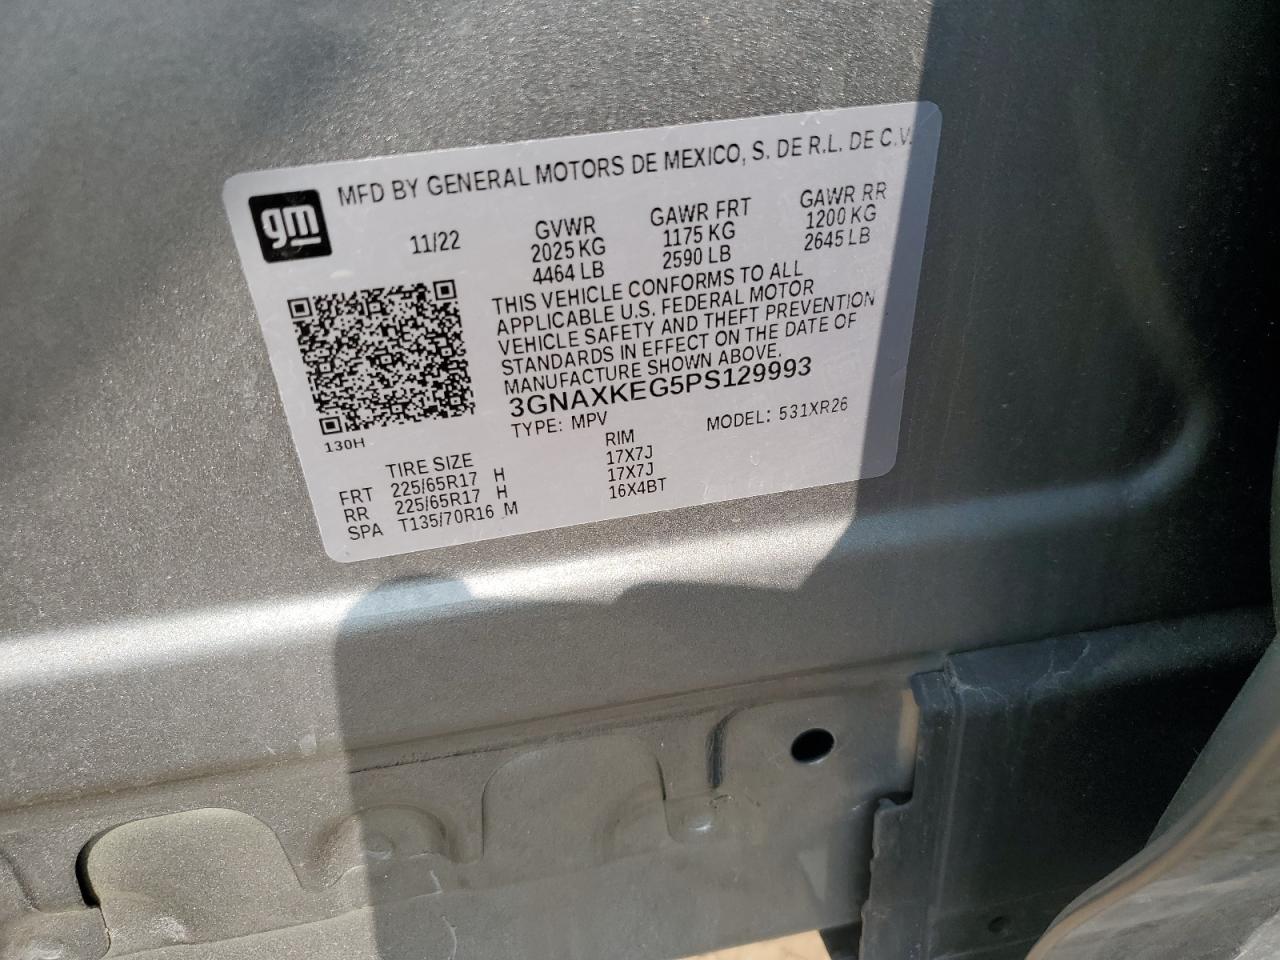 MFD BY GENERAL MOTORS DE MEXICO, S. DE R.L. DE C.V.
gm
11/22
GVWR
2025 KG
4464 LB
GAWR FRT
1175 KG
2590 LB
GAWR RR
1200 KG
2645 LB
THIS VEHICLE CONFORMS TO ALL
APPLICABLE U.S. FEDERAL MOTOR
VEHICLE SAFETY AND THEFT PREVENTION
STANDARDS IN EFFECT ON THE DATE OF
MANUFACTURE SHOWN ABOVE.
3GNAXKEG5PS129993
TYPE: MPV MODEL: 531XR26
130H
TIRE SIZE RIM
FRT 225/65R17 H 17X7J
RR 225/65R17 H 17X7J
SPA T135/70R16 M 16X4BT